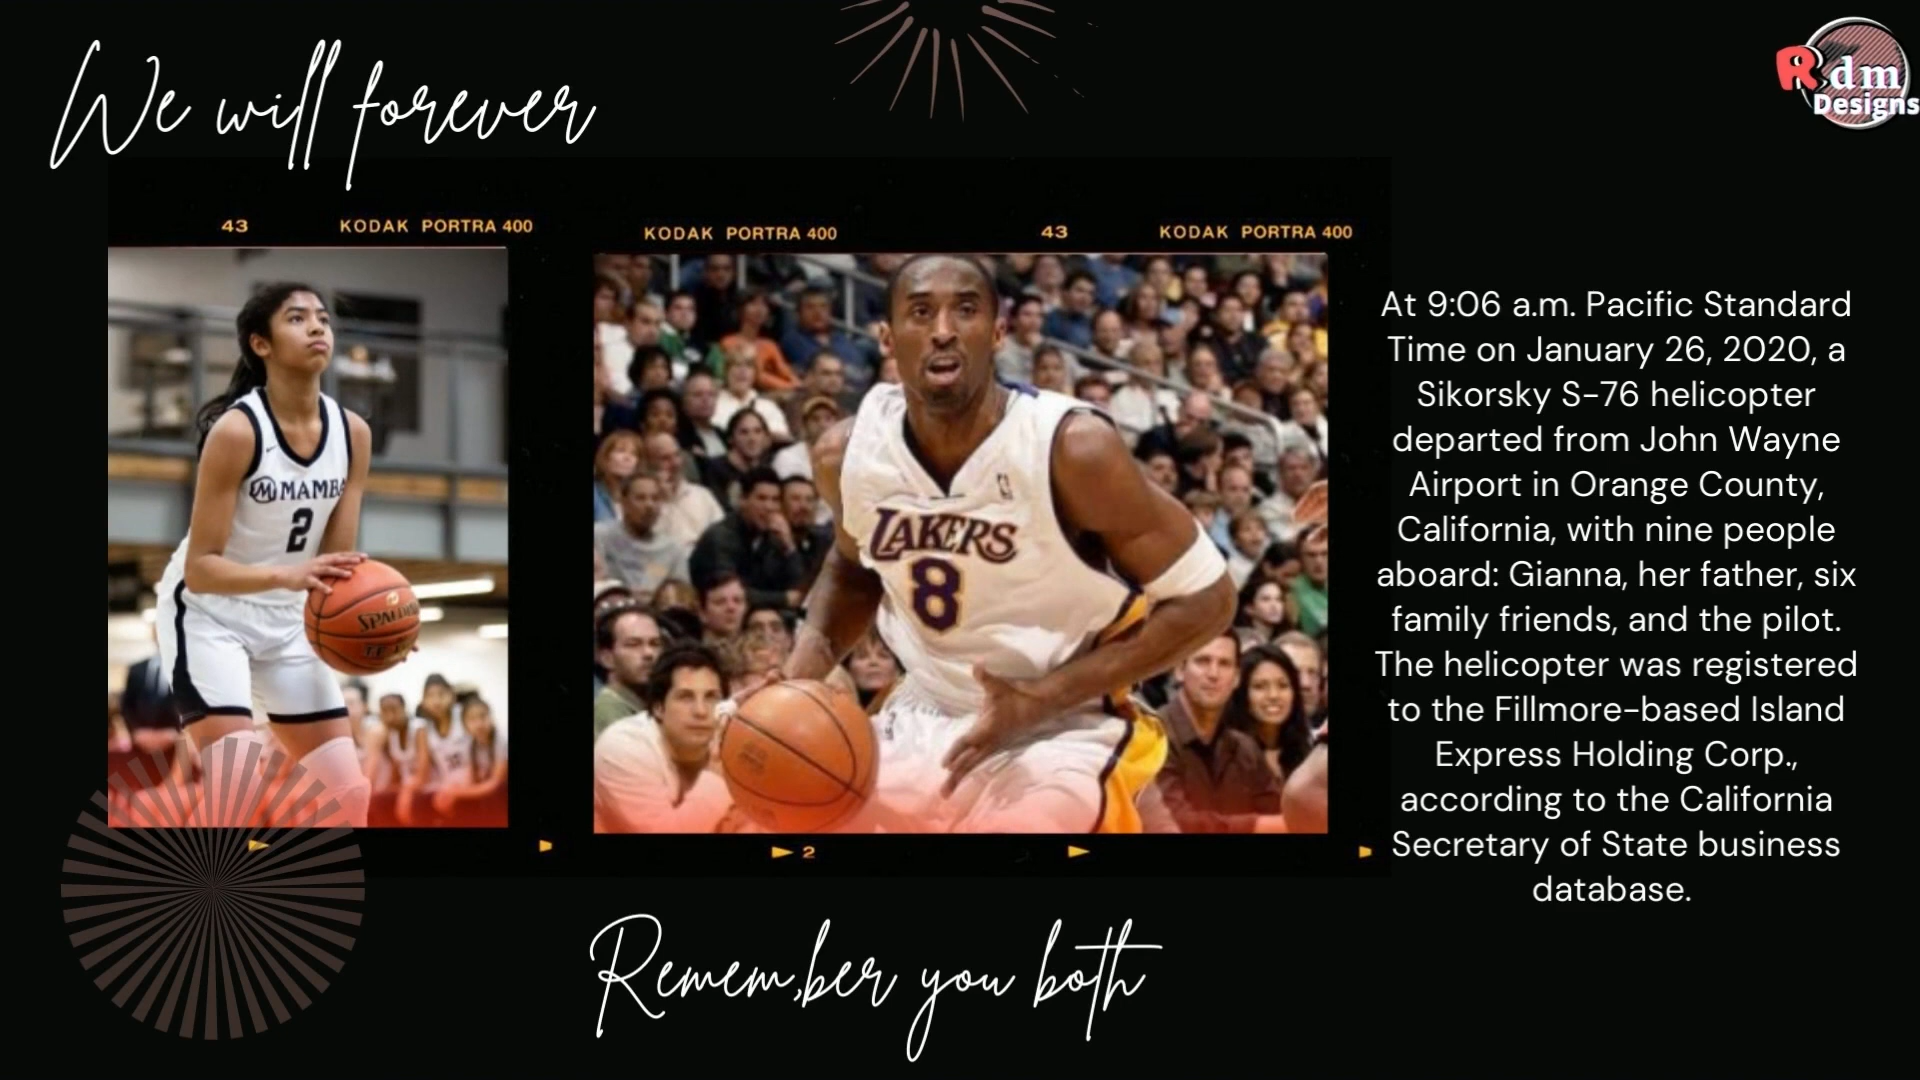 We will forever
R dm
Designs
43 KODAK PORTRA 400
KODAK PORTRA 400 43 KODAK PORTRA 400
MAMBA
2
SPALDING
TF
LAKERS
8
At 9:06 a.m. Pacific Standard
Time on January 26, 2020, a
Sikorsky S-76 helicopter
departed from John Wayne
Airport in Orange County,
California, with nine people
aboard: Gianna, her father, six
family friends, and the pilot.
The helicopter was registered
to the Fillmore-based Island
Express Holding Corp.,
according to the California
Secretary of State business
database.
2
Remem,ber you both